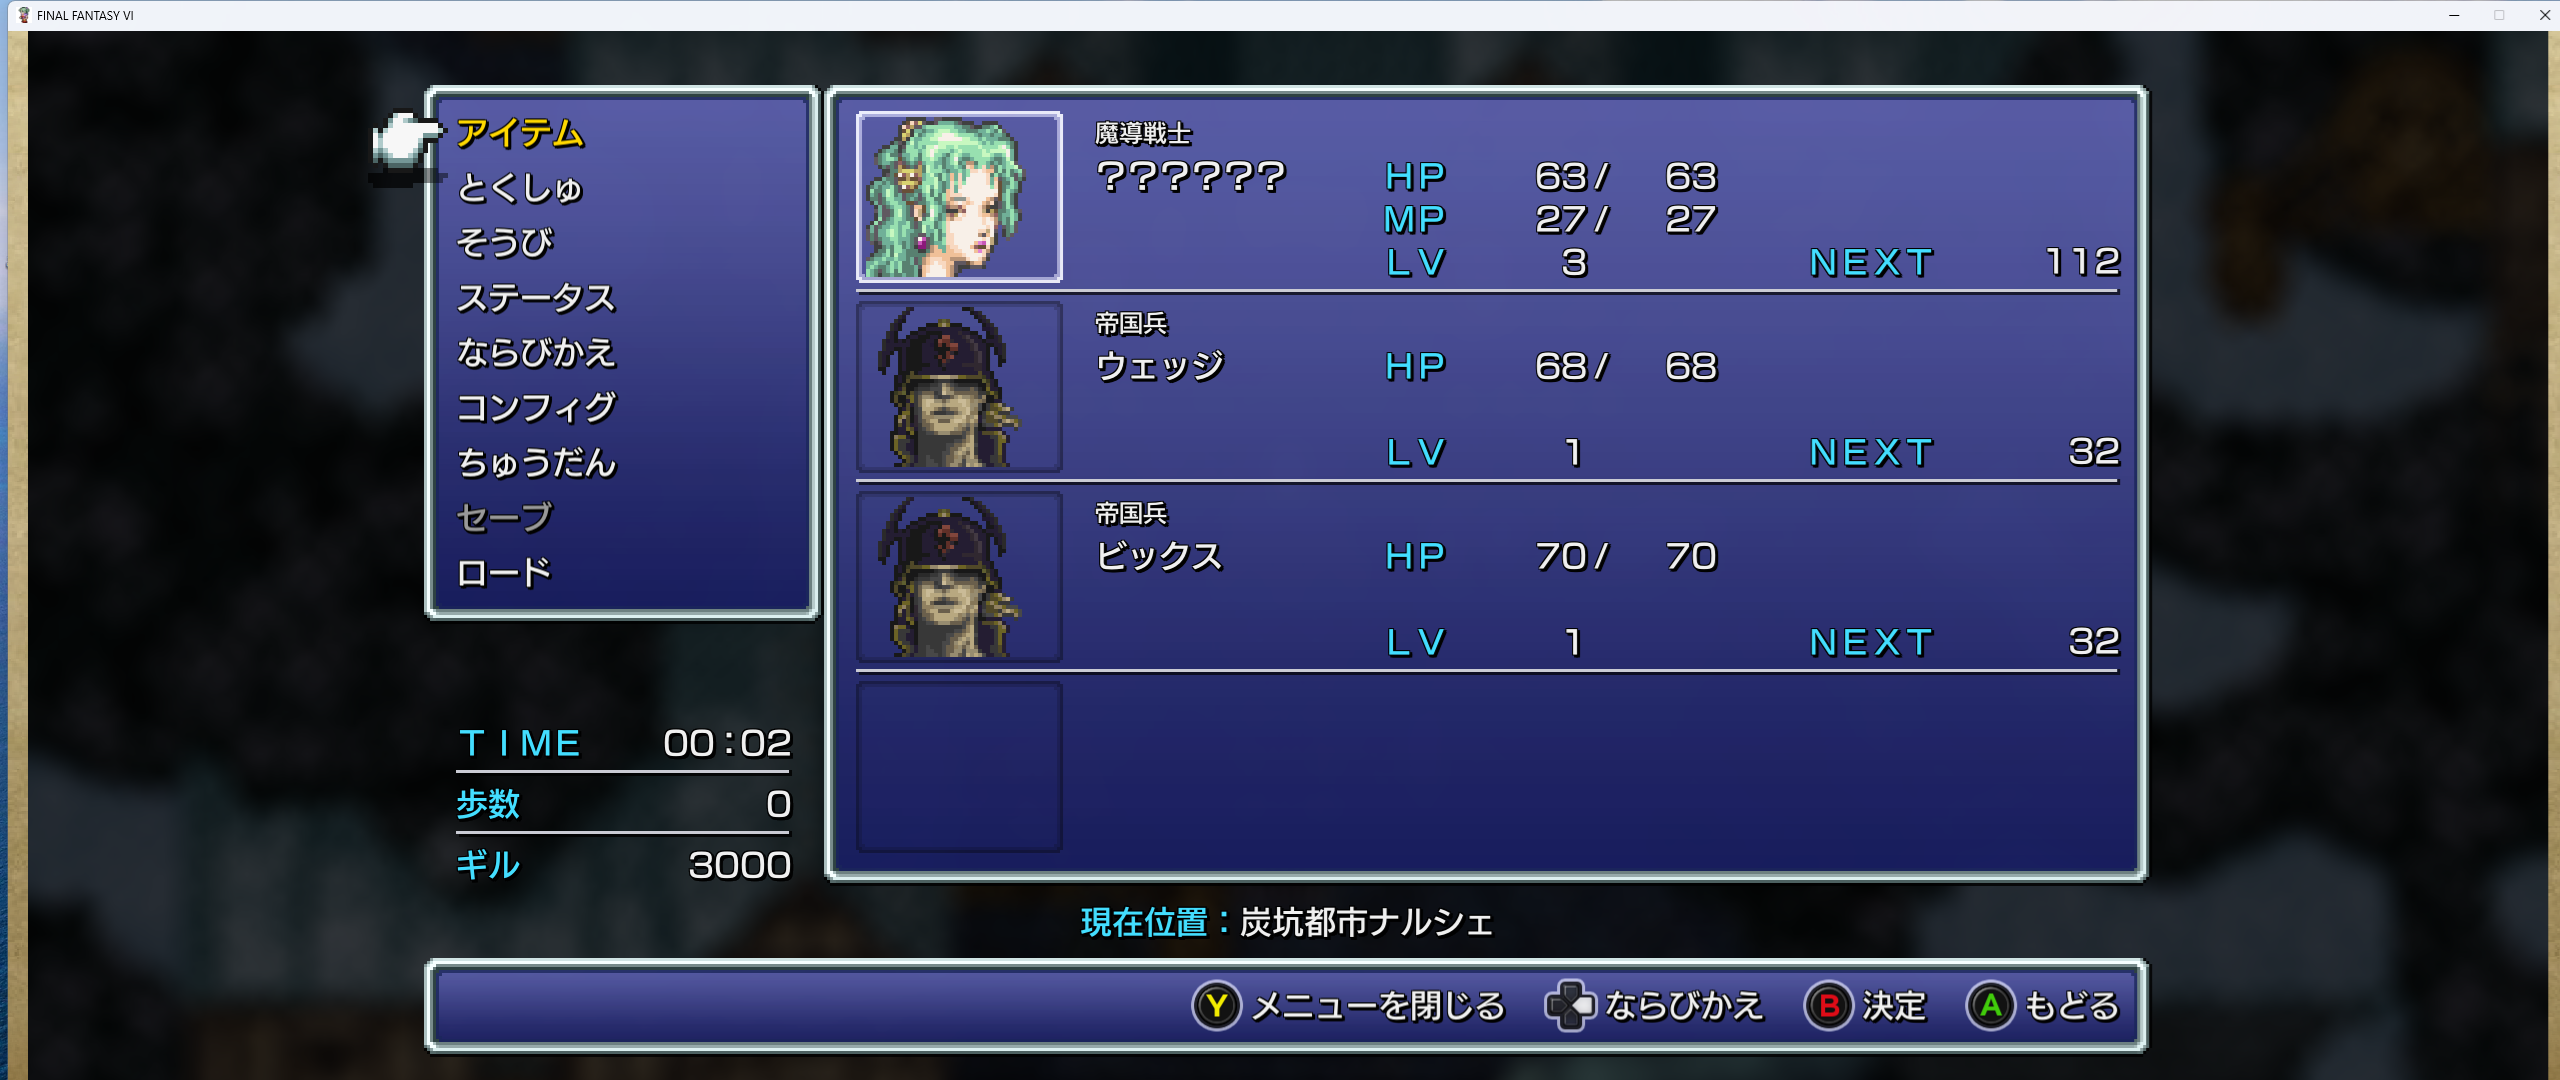 FINAL FANTASY VI
アイテム
とくしゅ
そうび
ステータス
ならびかえ
コンフィグ
ちゅうだん
セーブ
ロード
TIME 00:02
歩数 0
ギル 3000
魔導戦士
?????? HP 63/ 63
MP 27/ 27
LV 3 NEXT 112
帝国兵
ウェッジ HP 68/ 68
LV 1 NEXT 32
帝国兵
ビックス HP 70/ 70
LV 1 NEXT 32
現在位置：炭坑都市ナルシェ
Y メニューを閉じる ならびかえ B 決定 A もどる